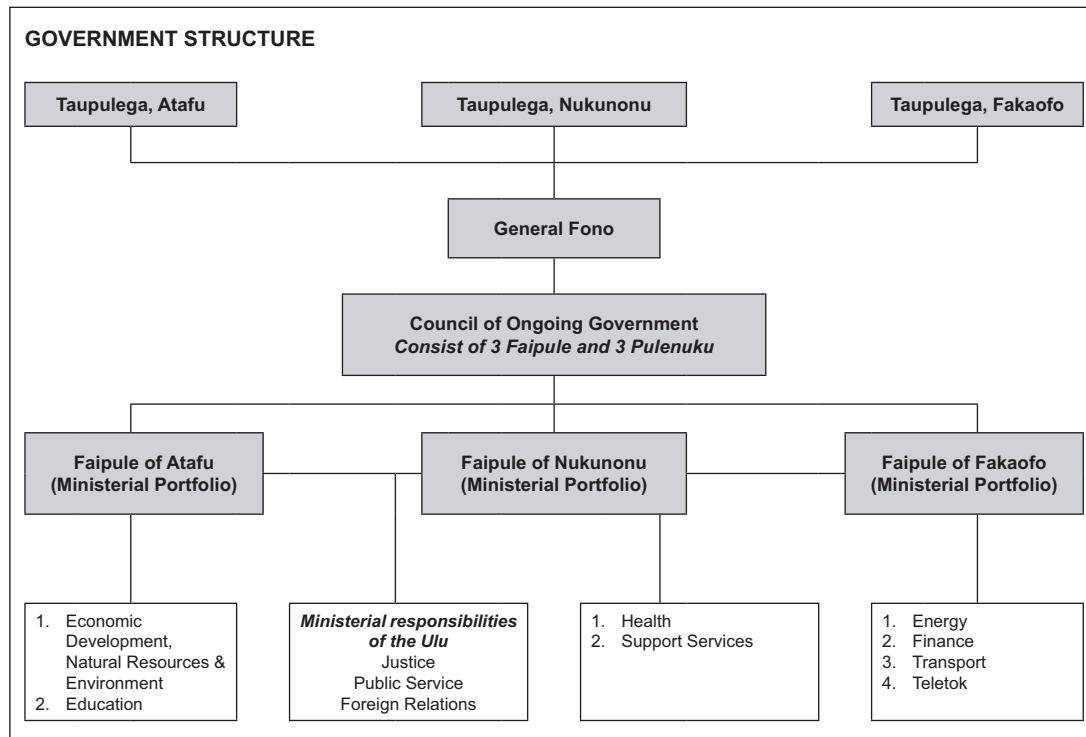 GOVERNMENT STRUCTURE
Taupulega, Atafu
Taupulega, Nukunonu
Taupulega, Fakaofo
General Fono
Council of Ongoing Government
Consist of 3 Faipule and 3 Pulenuku
Faipule of Atafu
(Ministerial Portfolio)
Faipule of Nukunonu
(Ministerial Portfolio)
Faipule of Fakaofo
(Ministerial Portfolio)
1. Economic
Development,
Natural Resources &
Environment
2. Education
Ministerial responsibilities
of the Ulu
Justice
Public Service
Foreign Relations
1. Health
2. Support Services
1. Energy
2. Finance
3. Transport
4. Teletok